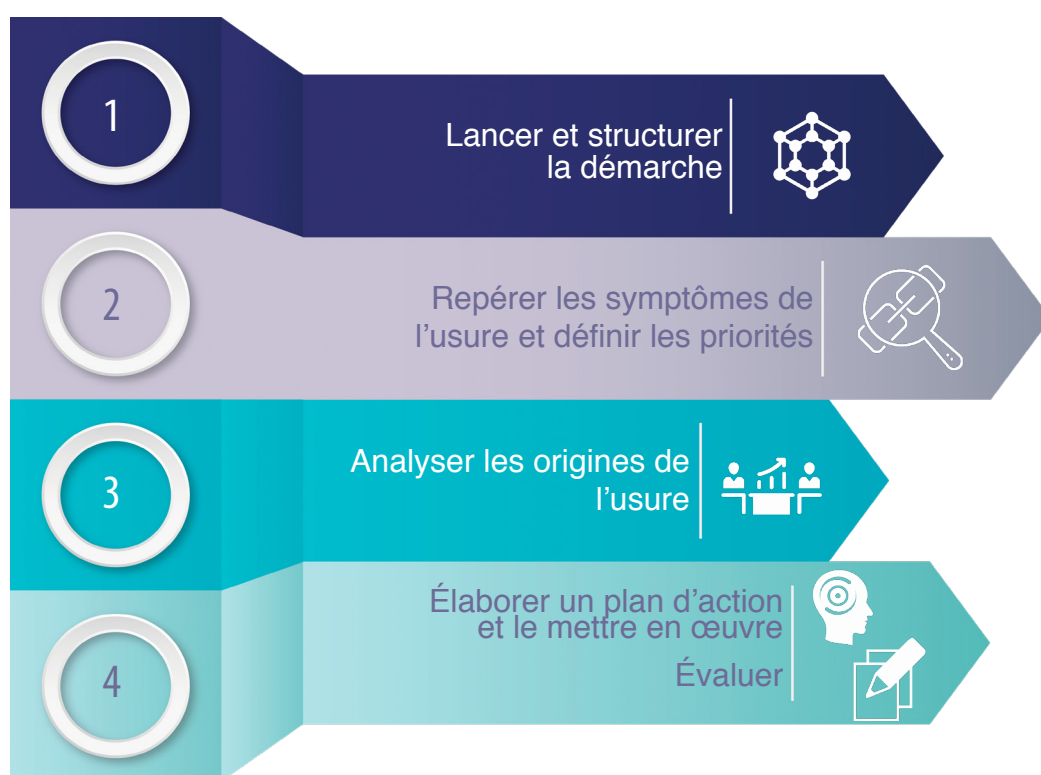 1
Lancer et structurer
la démarche
2
Repérer les symptômes de
l’usure et définir les priorités
3
Analyser les origines de
l’usure
4
Élaborer un plan d’action
et le mettre en œuvre
Évaluer